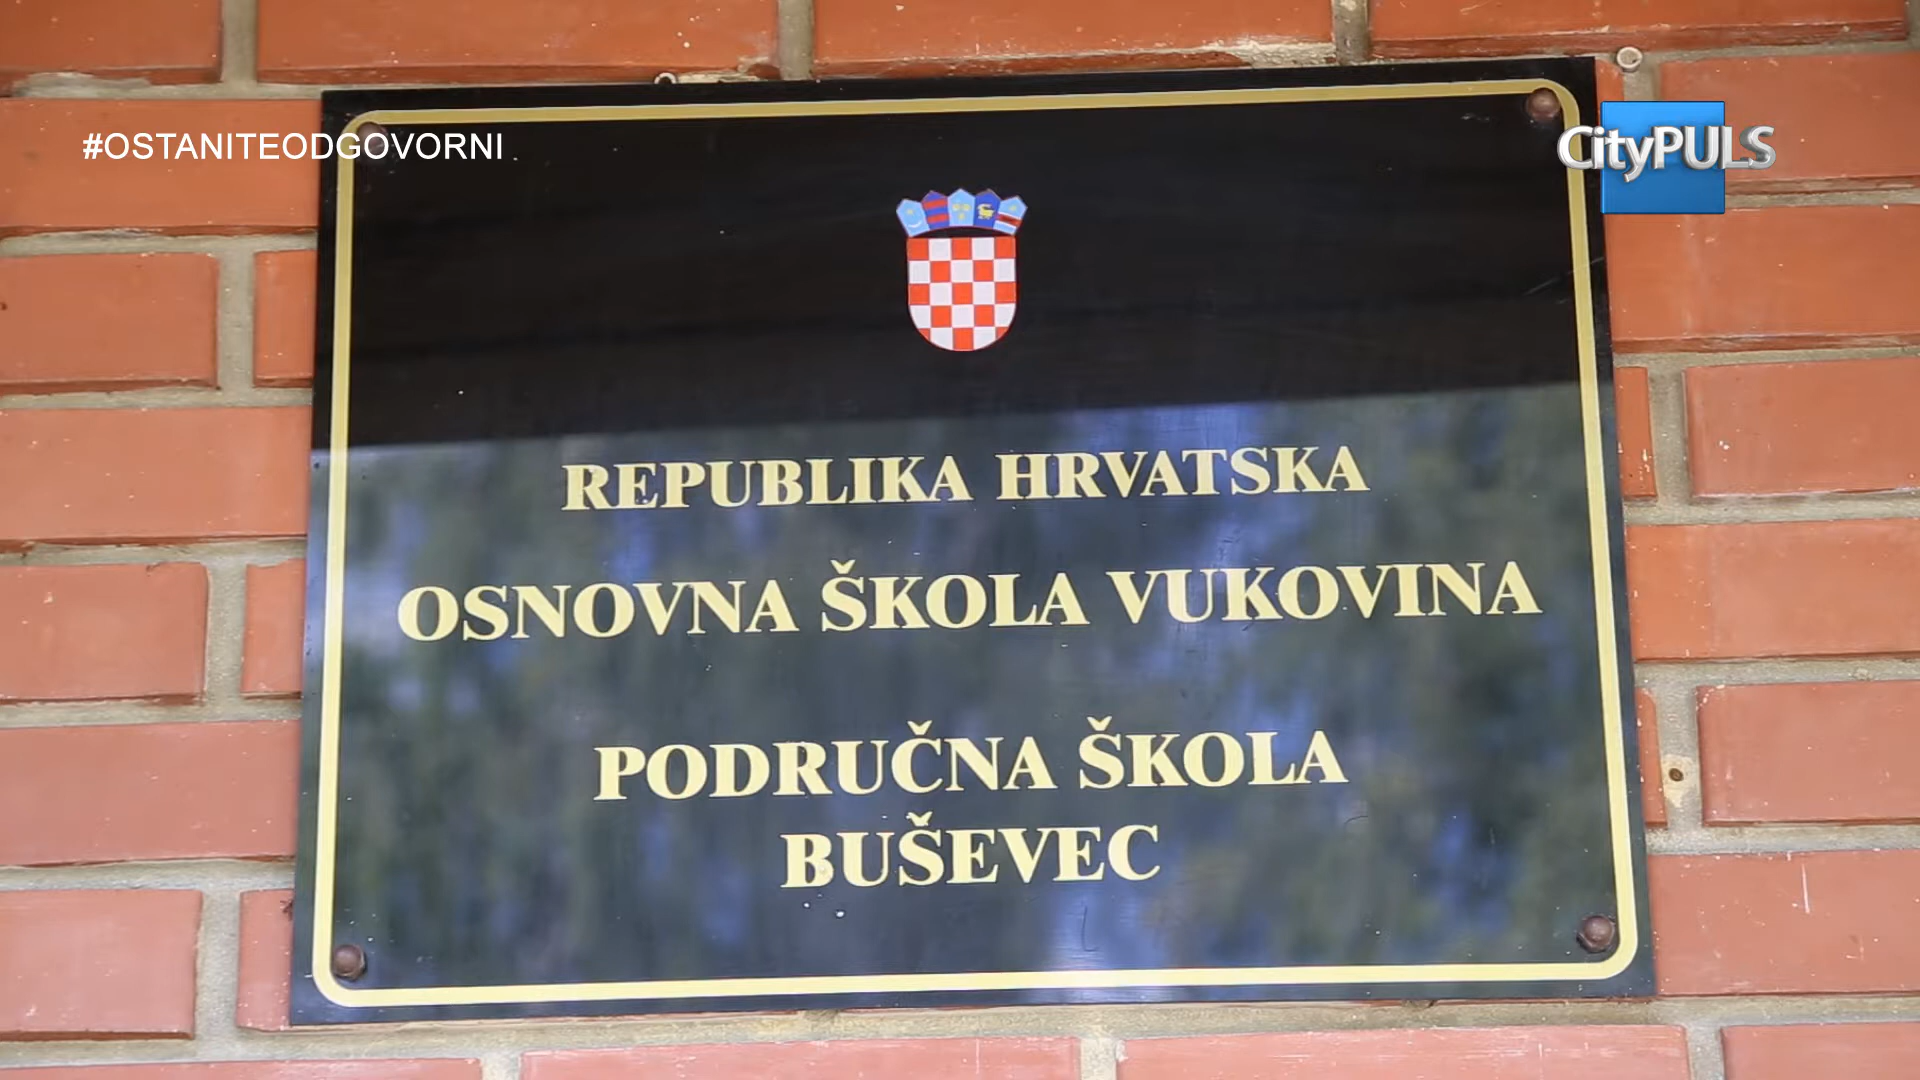 #OSTANITEODGOVORNI
CityPULS
REPUBLIKA HRVATSKA
OSNOVNA ŠKOLA VUKOVINA
PODRUČNA ŠKOLA
BUŠEVEC